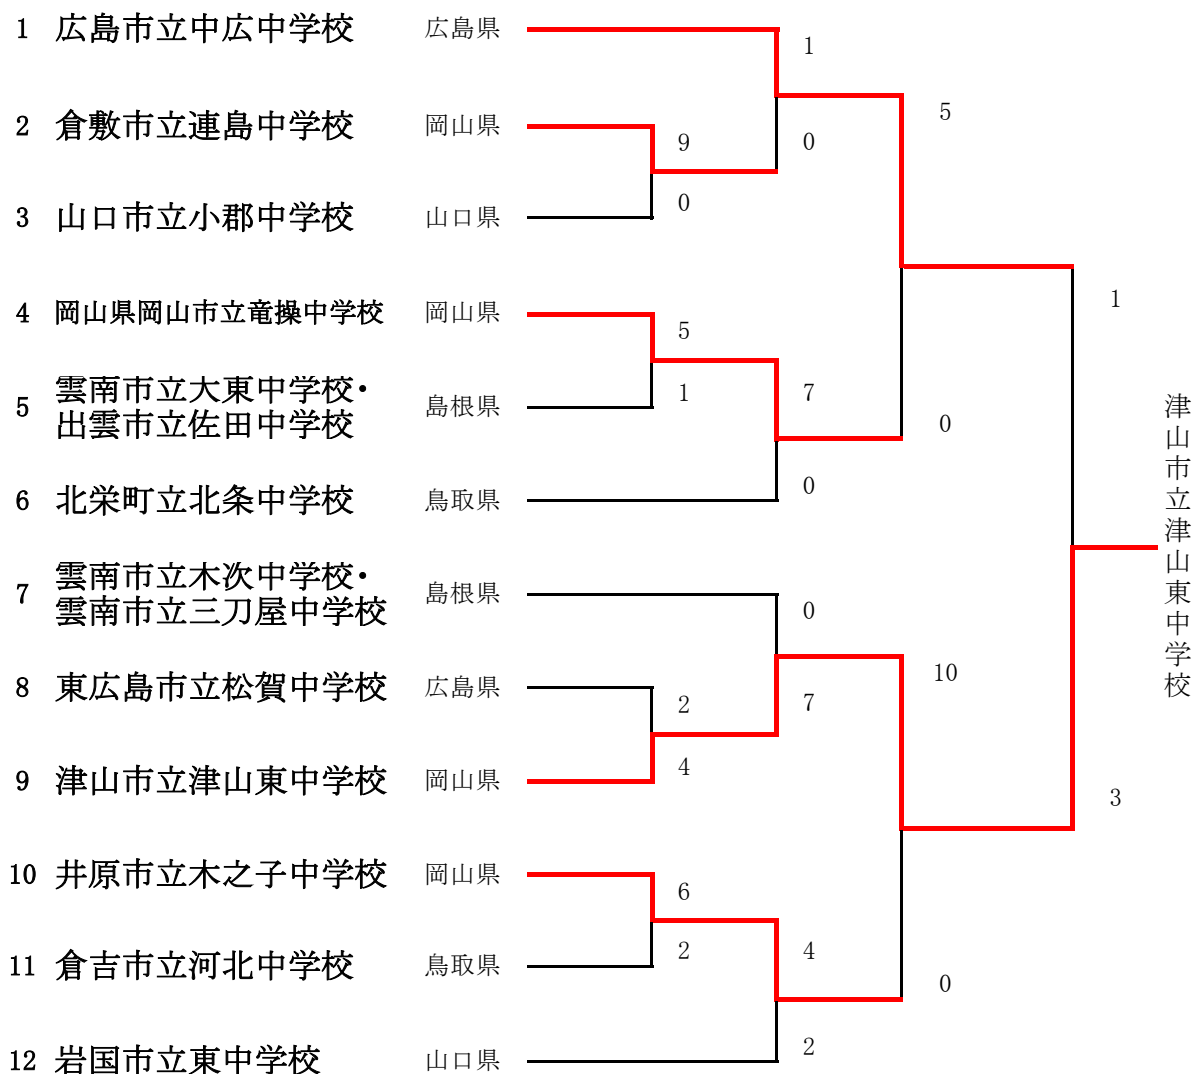 1 広島市立中広中学校 広島県
1
5
2 倉敷市立連島中学校 岡山県
9
0
0
3 山口市立小郡中学校 山口県
1
4 岡山県岡山市立竜操中学校 岡山県
5
1
7
0
5 雲南市立大東中学校・
出雲市立佐田中学校 島根県
0
6 北栄町立北条中学校 鳥取県
7 雲南市立木次中学校・
雲南市立三刀屋中学校 島根県
0
10
8 東広島市立松賀中学校 広島県
2
7
4
9 津山市立津山東中学校 岡山県
3
10 井原市立木之子中学校 岡山県
6
2
4
0
11 倉吉市立河北中学校 鳥取県
2
12 岩国市立東中学校 山口県
津山市立津山東中学校